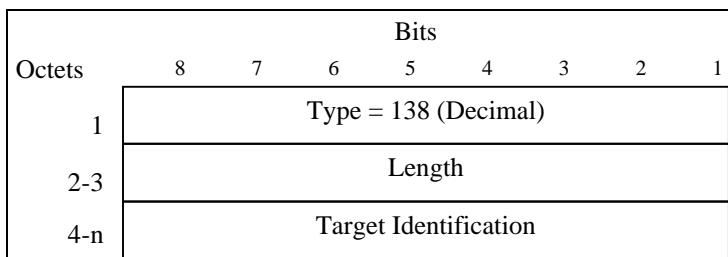 Bits
Octets 8 7 6 5 4 3 2 1
1 Type = 138 (Decimal)
2-3 Length
4-n Target Identification